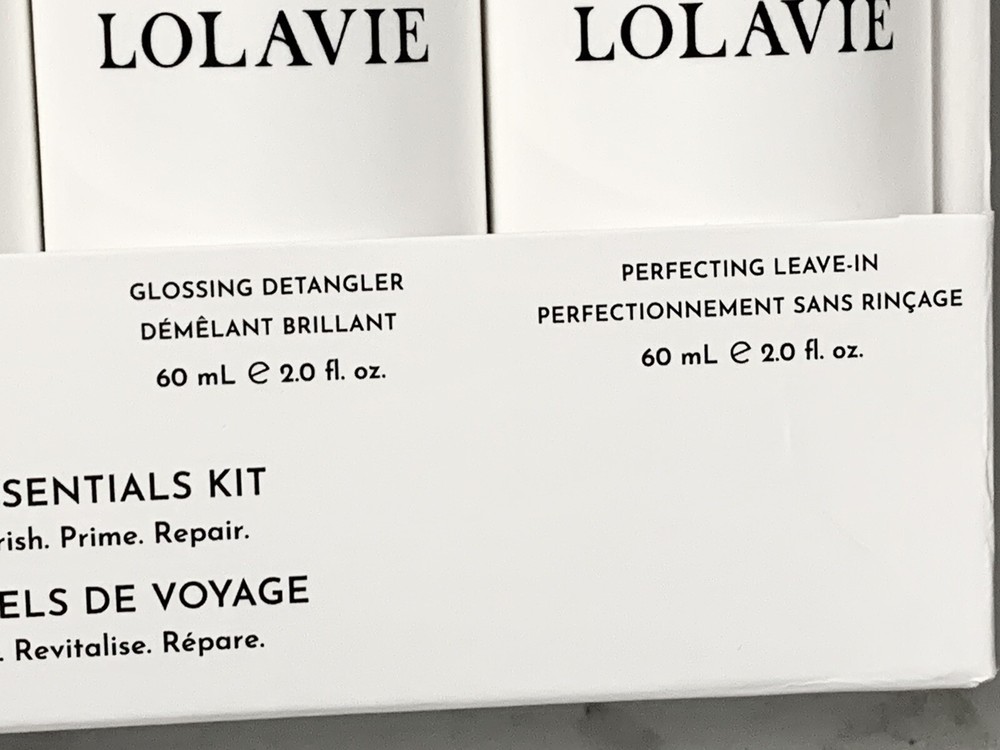 LOLAVIE
LOLAVIE
GLOSSING DETANGLER
DÉMÊLANT BRILLANT
60 mL ℮ 2.0 fl. oz.
PERFECTING LEAVE-IN
PERFECTIONNEMENT SANS RINÇAGE
60 mL ℮ 2.0 fl. oz.
SENTIALS KIT
rish. Prime. Repair.
ELS DE VOYAGE
. Revitalise. Répare.